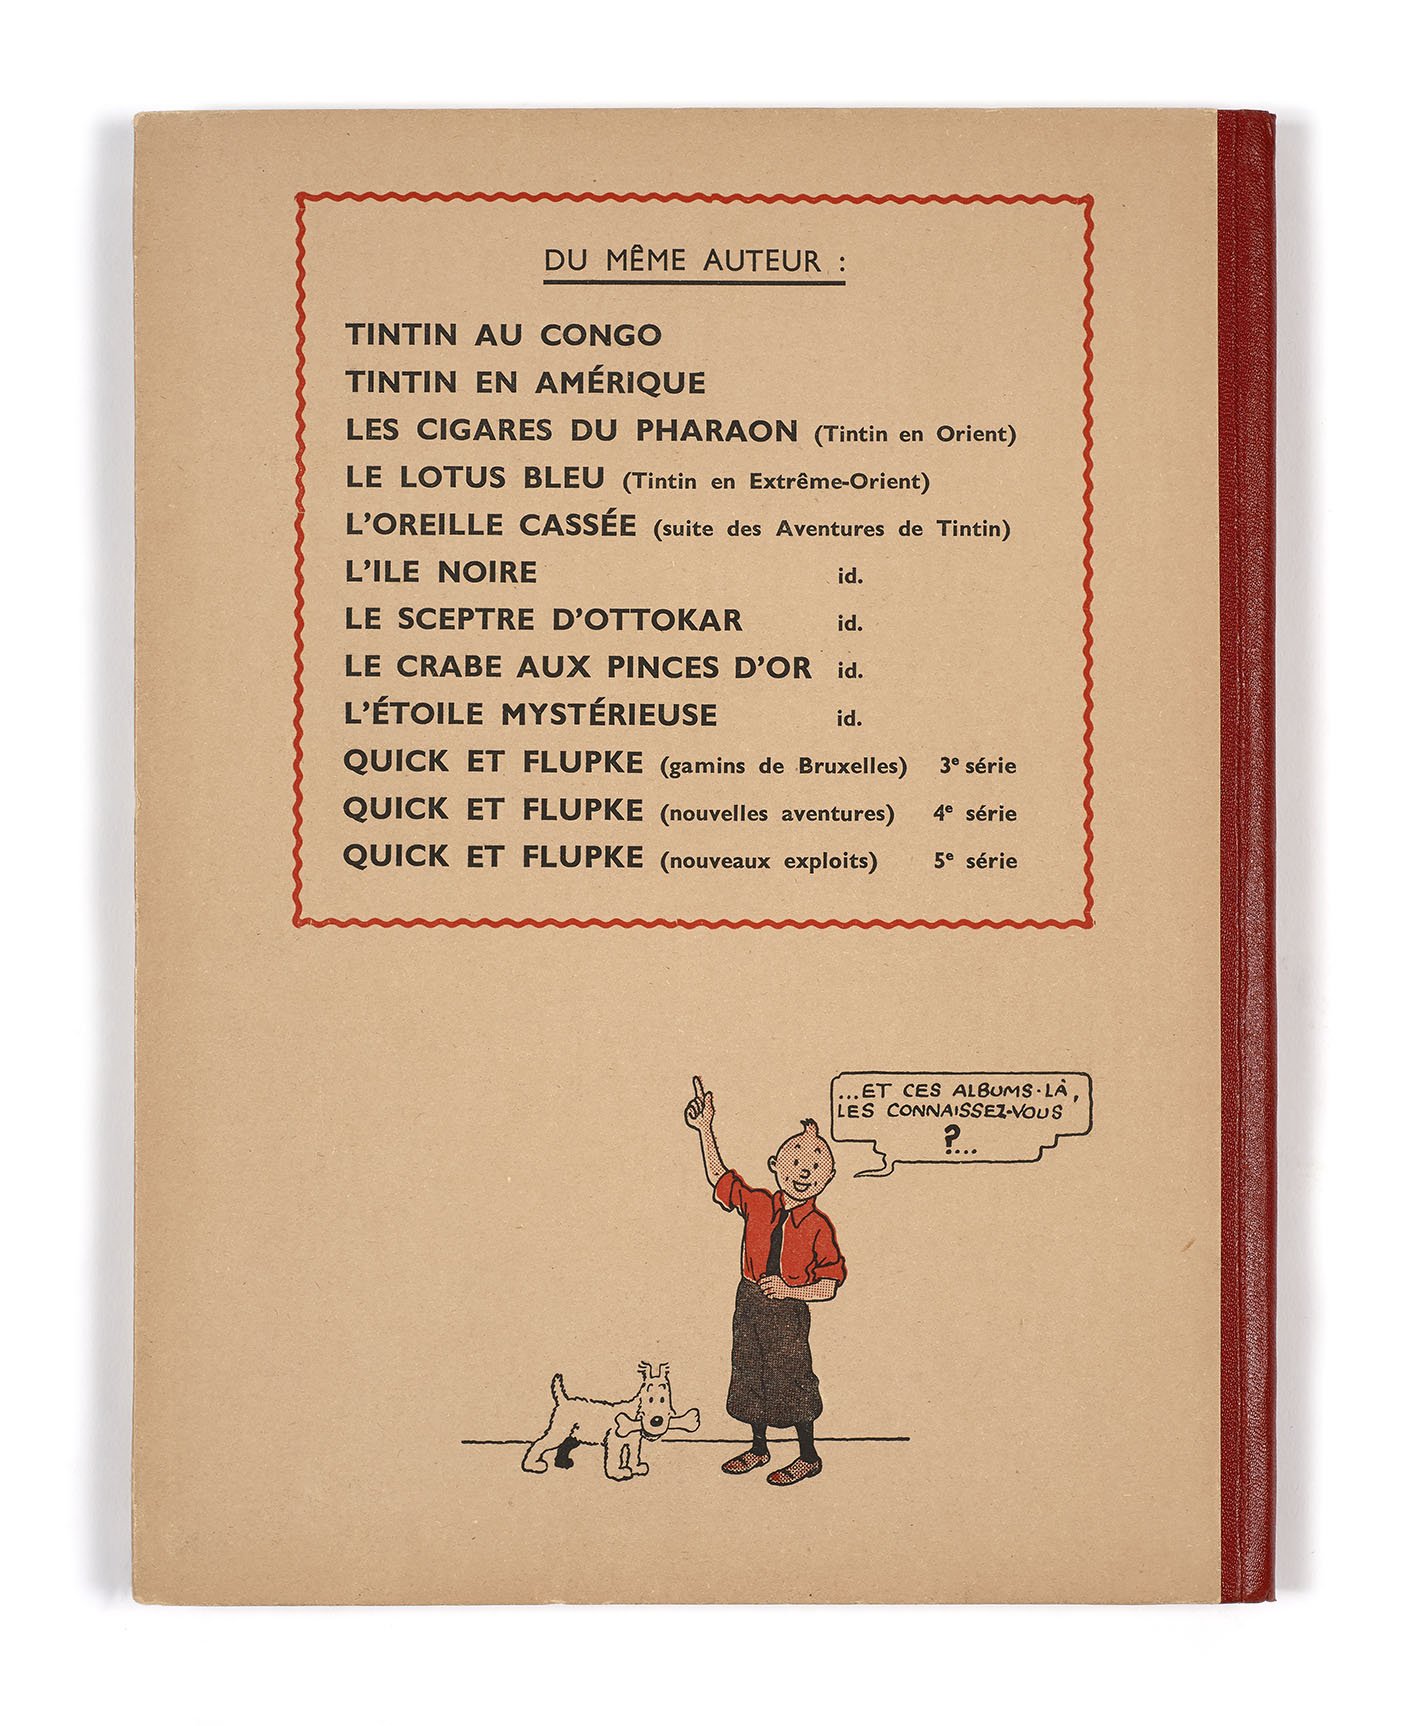 DU MÊME AUTEUR :
TINTIN AU CONGO
TINTIN EN AMÉRIQUE
LES CIGARES DU PHARAON (Tintin en Orient)
LE LOTUS BLEU (Tintin en Extrême-Orient)
L'OREILLE CASSÉE (suite des Aventures de Tintin)
L'ILE NOIRE id.
LE SCEPTRE D'OTTOKAR id.
LE CRABE AUX PINCES D'OR id.
L'ÉTOILE MYSTÉRIEUSE id.
QUICK ET FLUPKE (gamins de Bruxelles) 3e série
QUICK ET FLUPKE (nouvelles aventures) 4e série
QUICK ET FLUPKE (nouveaux exploits) 5e série
...ET CES ALBUMS-LÀ,
LES CONNAISSEZ-VOUS
?...